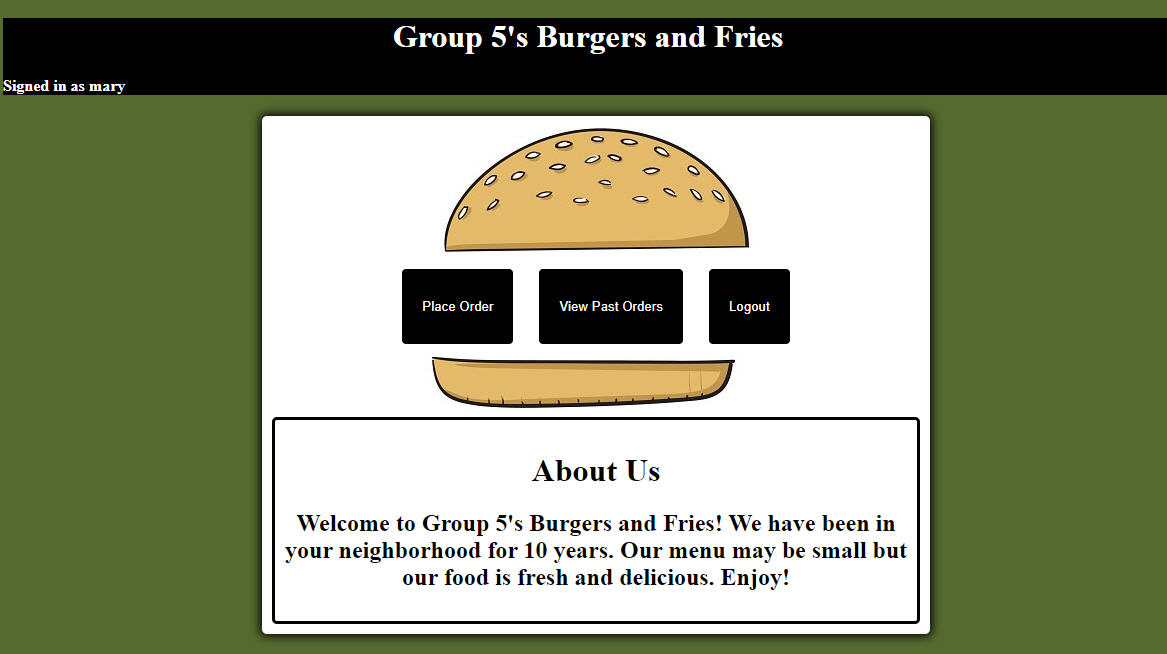 Group 5's Burgers and Fries
Signed in as mary
Place Order
View Past Orders
Logout
About Us
Welcome to Group 5's Burgers and Fries! We have been in
your neighborhood for 10 years. Our menu may be small but
our food is fresh and delicious. Enjoy!